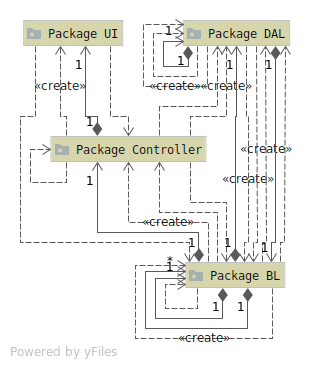 Package UI
Package DAL
1
1
1
1
1
«create»
«create»
«create»
1
Package Controller
«create»
1
«create»
«create»
1
1
1
*
1
Package BL
1
1
«create»
Powered by yFiles